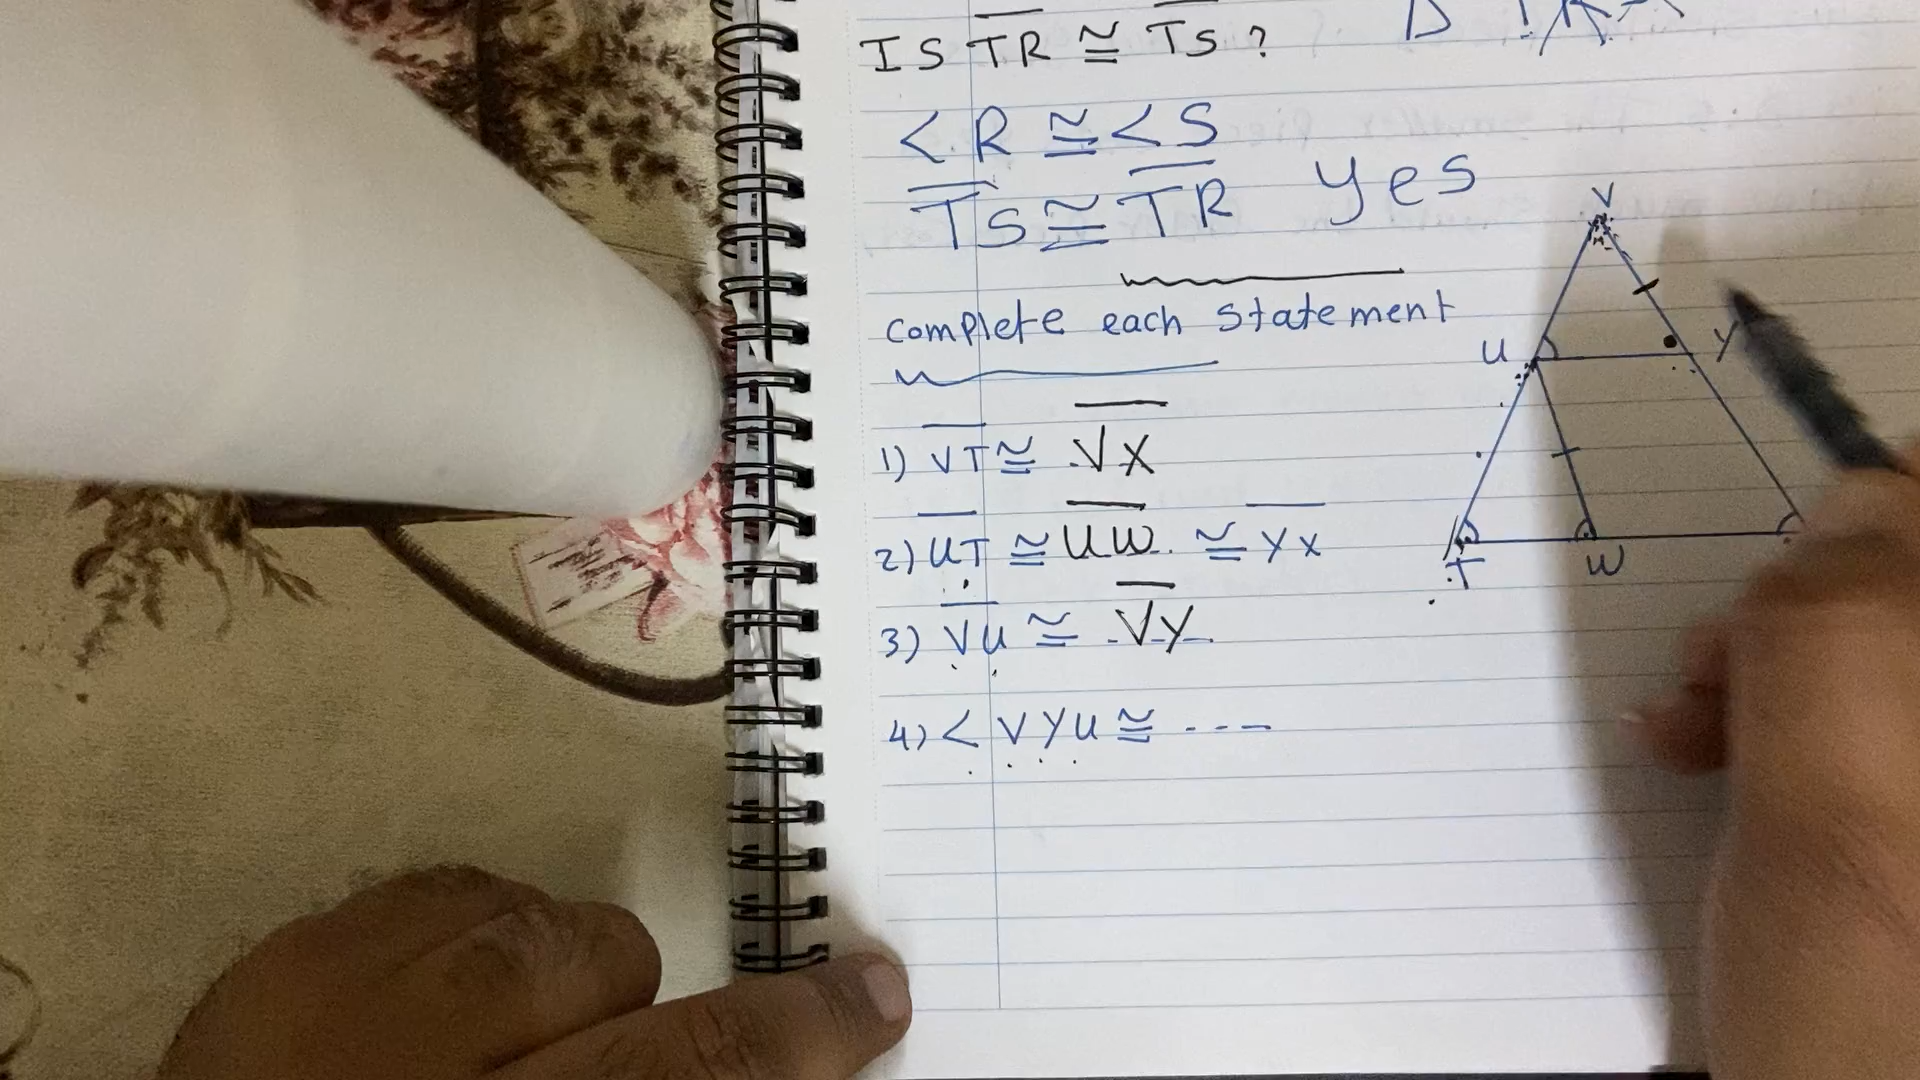 IS TR ≅ TS ?
< R ≅ < S
TS ≅ TR yes
complete each statement
1) VT ≅ VX
2) UT ≅ UW. ≅ YX
3) VU ≅ VY
4) < VYU ≅ ---
V
U
Y
T
W